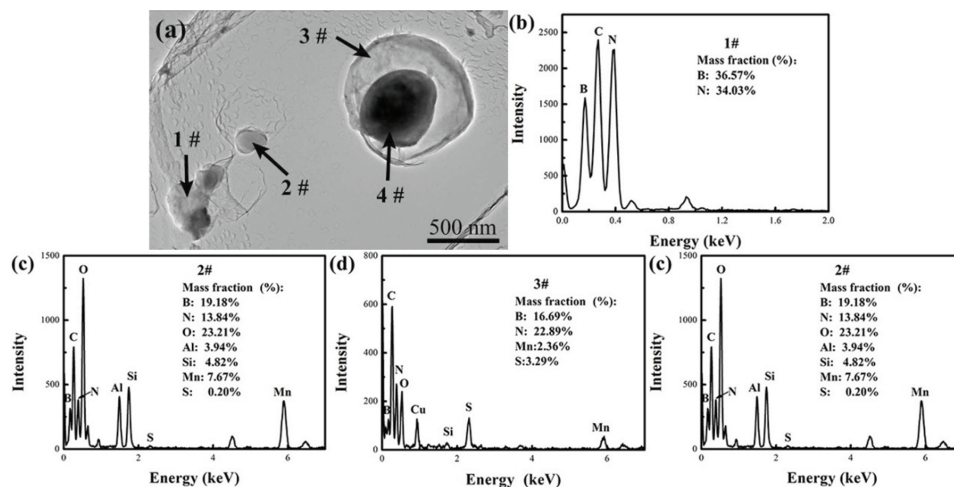 (a)
3 #
1 #
2 #
4 #
500 nm
(b)
1#
Mass fraction (%):
B: 36.57%
N: 34.03%
B
C
N
Intensity
2500
2000
1500
1000
500
0
0.0 0.4 0.8 1.2 1.6 2.0
Energy (keV)
(c)
2#
Mass fraction (%):
B: 19.18%
N: 13.84%
O: 23.21%
Al: 3.94%
Si: 4.82%
Mn: 7.67%
S: 0.20%
O
C
B
N
Al
Si
S
Mn
Intensity
1500
1000
500
0
0 2 4 6
Energy (keV)
(d)
3#
Mass fraction (%):
B: 16.69%
N: 22.89%
Mn:2.36%
S:3.29%
C
N
O
B
Cu
Si
S
Mn
Intensity
800
600
400
200
0
0 2 4 6
Energy (keV)
(c)
2#
Mass fraction (%):
B: 19.18%
N: 13.84%
O: 23.21%
Al: 3.94%
Si: 4.82%
Mn: 7.67%
S: 0.20%
O
C
B
N
Al
Si
S
Mn
Intensity
1500
1000
500
0
0 2 4 6
Energy (keV)